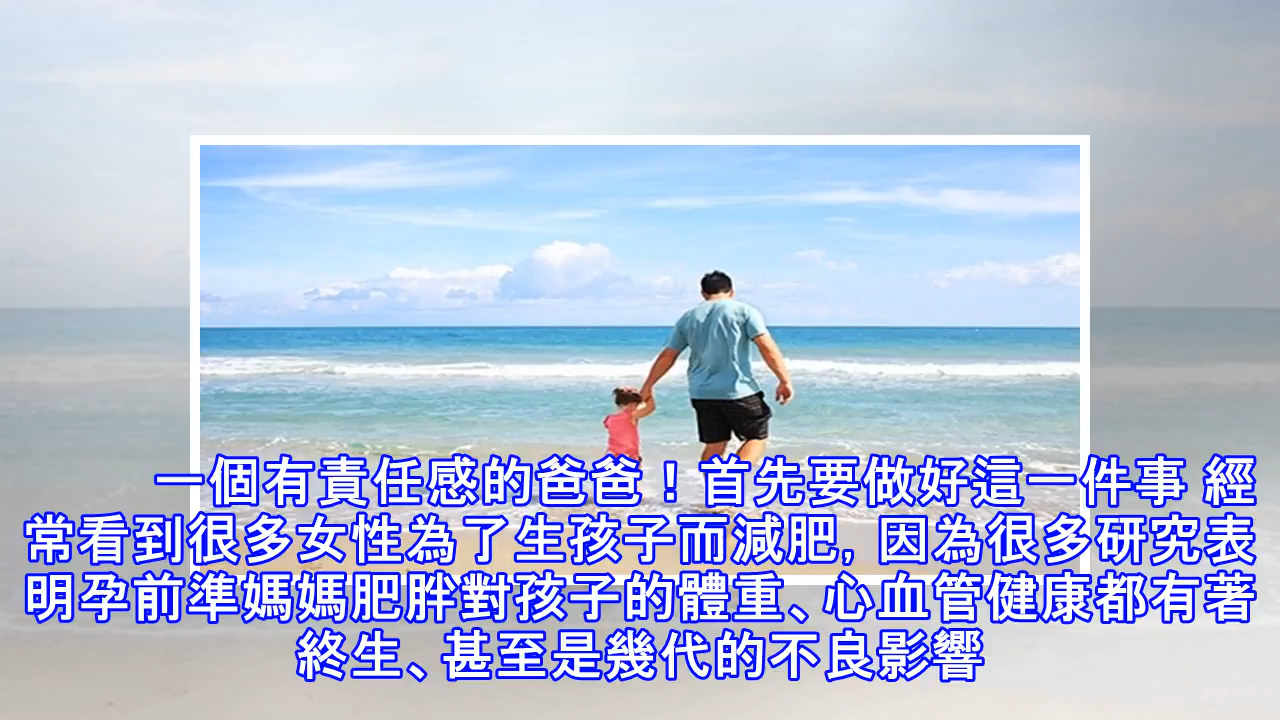 一個有責任感的爸爸！首先要做好這一件事 經
常看到很多女性為了生孩子而減肥，因為很多研究表
明孕前準媽媽肥胖對孩子的體重、心血管健康都有著
終生、甚至是幾代的不良影響